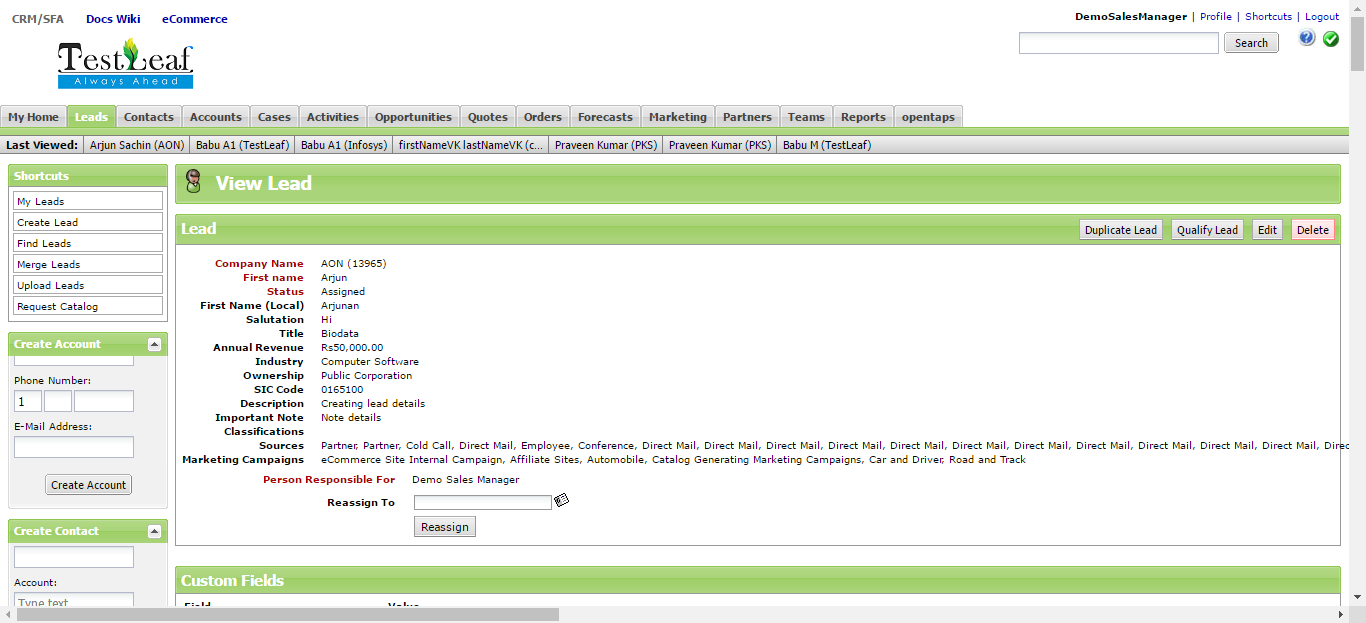 CRM/SFA Docs Wiki eCommerce
DemoSalesManager | Profile | Shortcuts | Logout
TestLeaf
Always Ahead
Search
My Home Leads Contacts Accounts Cases Activities Opportunities Quotes Orders Forecasts Marketing Partners Teams Reports opentaps
Last Viewed: Arjun Sachin (AON) Babu A1 (TestLeaf) Babu A1 (Infosys) firstNameVK lastNameVK (c... Praveen Kumar (PKS) Praveen Kumar (PKS) Babu M (TestLeaf)
Shortcuts
My Leads
Create Lead
Find Leads
Merge Leads
Upload Leads
Request Catalog
Create Account
Phone Number:
1
E-Mail Address:
Create Account
Create Contact
Account:
Type text
View Lead
Lead Duplicate Lead Qualify Lead Edit Delete
Company Name AON (13965)
First name Arjun
Status Assigned
First Name (Local) Arjunan
Salutation Hi
Title Biodata
Annual Revenue Rs50,000.00
Industry Computer Software
Ownership Public Corporation
SIC Code 0165100
Description Creating lead details
Important Note Note details
Classifications
Sources Partner, Partner, Cold Call, Direct Mail, Employee, Conference, Direct Mail, Direct Mail, Direct Mail, Direct Mail, Direct Mail, Direct Mail, Direct Mail, Direct Mail, Direct Mail, Direct Mail, Direct Mail, Direc
Marketing Campaigns eCommerce Site Internal Campaign, Affiliate Sites, Automobile, Catalog Generating Marketing Campaigns, Car and Driver, Road and Track
Person Responsible For Demo Sales Manager
Reassign To
Reassign
Custom Fields
Field Value